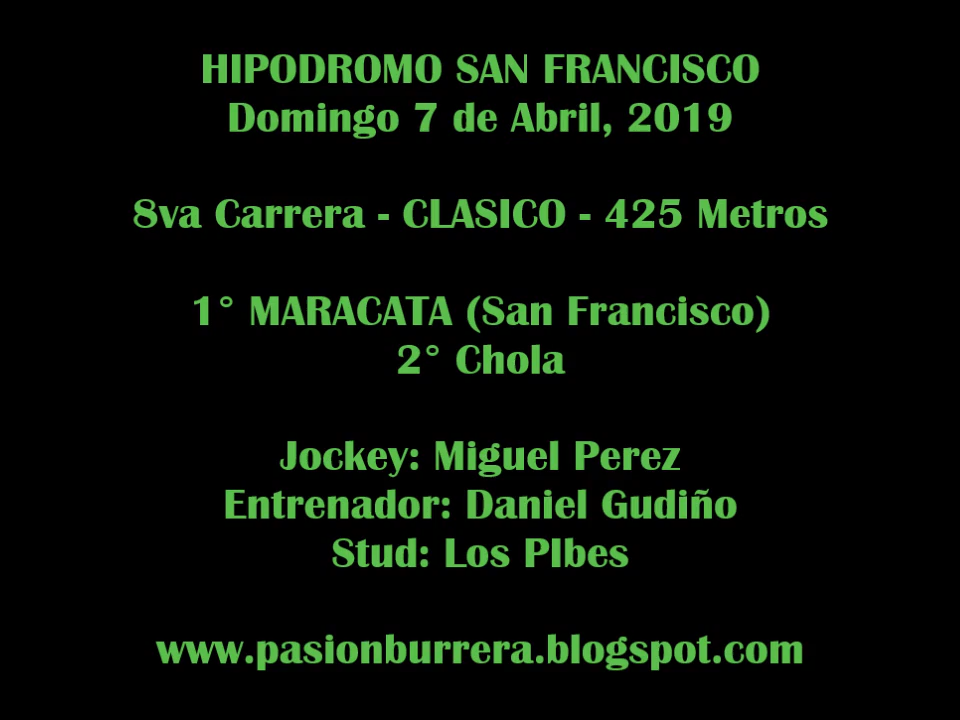 HIPODROMO SAN FRANCISCO
Domingo 7 de Abril, 2019
8va Carrera - CLASICO - 425 Metros
1° MARACATA (San Francisco)
2° Chola
Jockey: Miguel Perez
Entrenador: Daniel Gudiño
Stud: Los PIbes
www.pasionburrera.blogspot.com